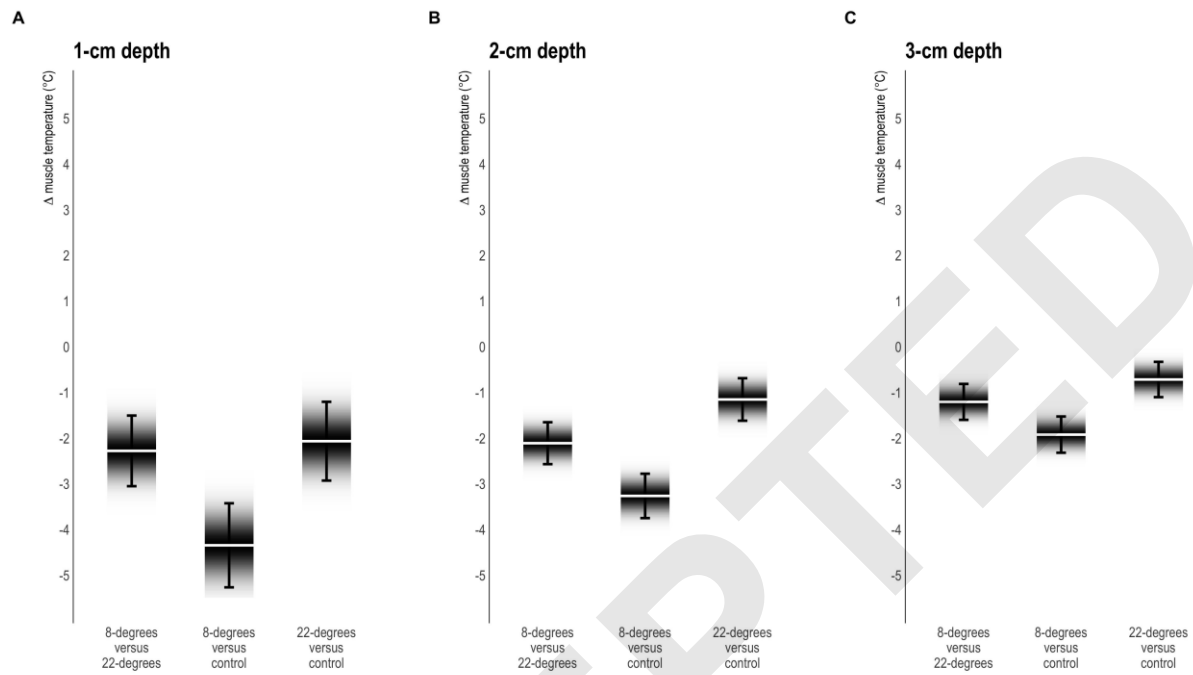 A
1-cm depth
Δ muscle temperature (°C)
5
4
3
2
1
0
-1
-2
-3
-4
-5
8-degrees
versus
22-degrees
8-degrees
versus
control
22-degrees
versus
control
B
2-cm depth
Δ muscle temperature (°C)
5
4
3
2
1
0
-1
-2
-3
-4
-5
8-degrees
versus
22-degrees
8-degrees
versus
control
22-degrees
versus
control
C
3-cm depth
Δ muscle temperature (°C)
5
4
3
2
1
0
-1
-2
-3
-4
-5
8-degrees
versus
22-degrees
8-degrees
versus
control
22-degrees
versus
control
PTED